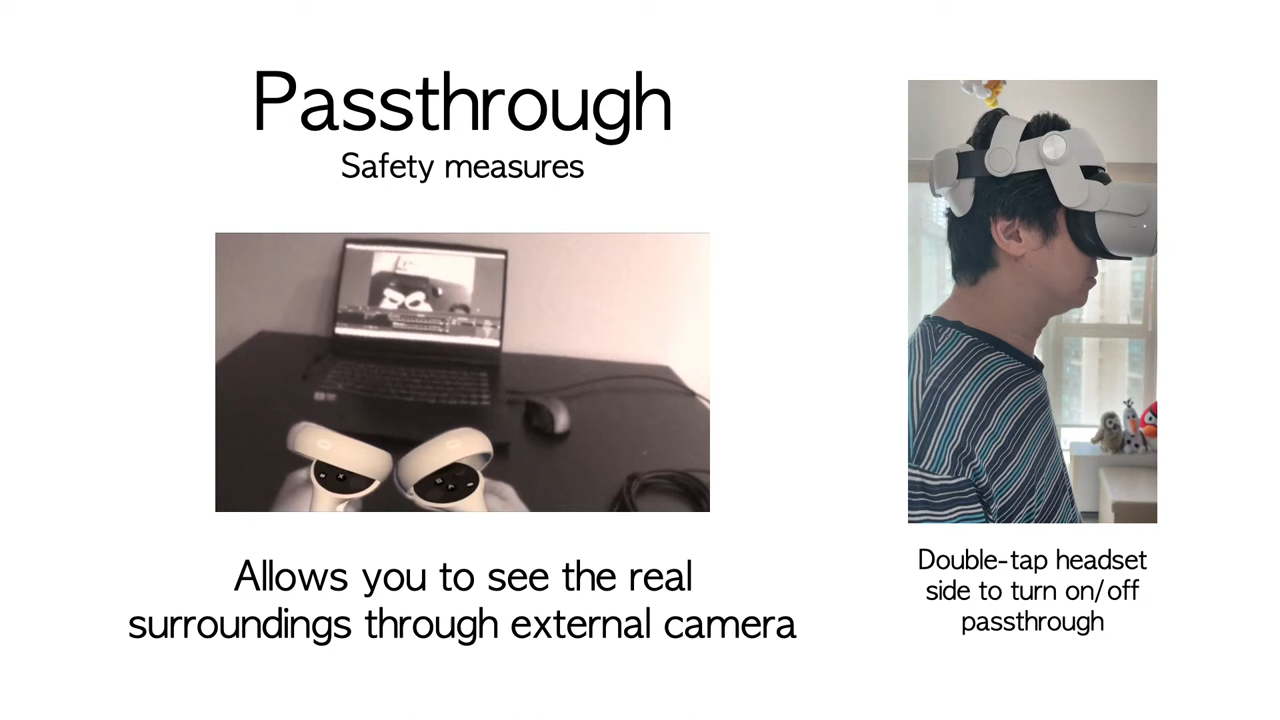 Passthrough
Safety measures
Allows you to see the real
surroundings through external camera
Double-tap headset
side to turn on/off
passthrough